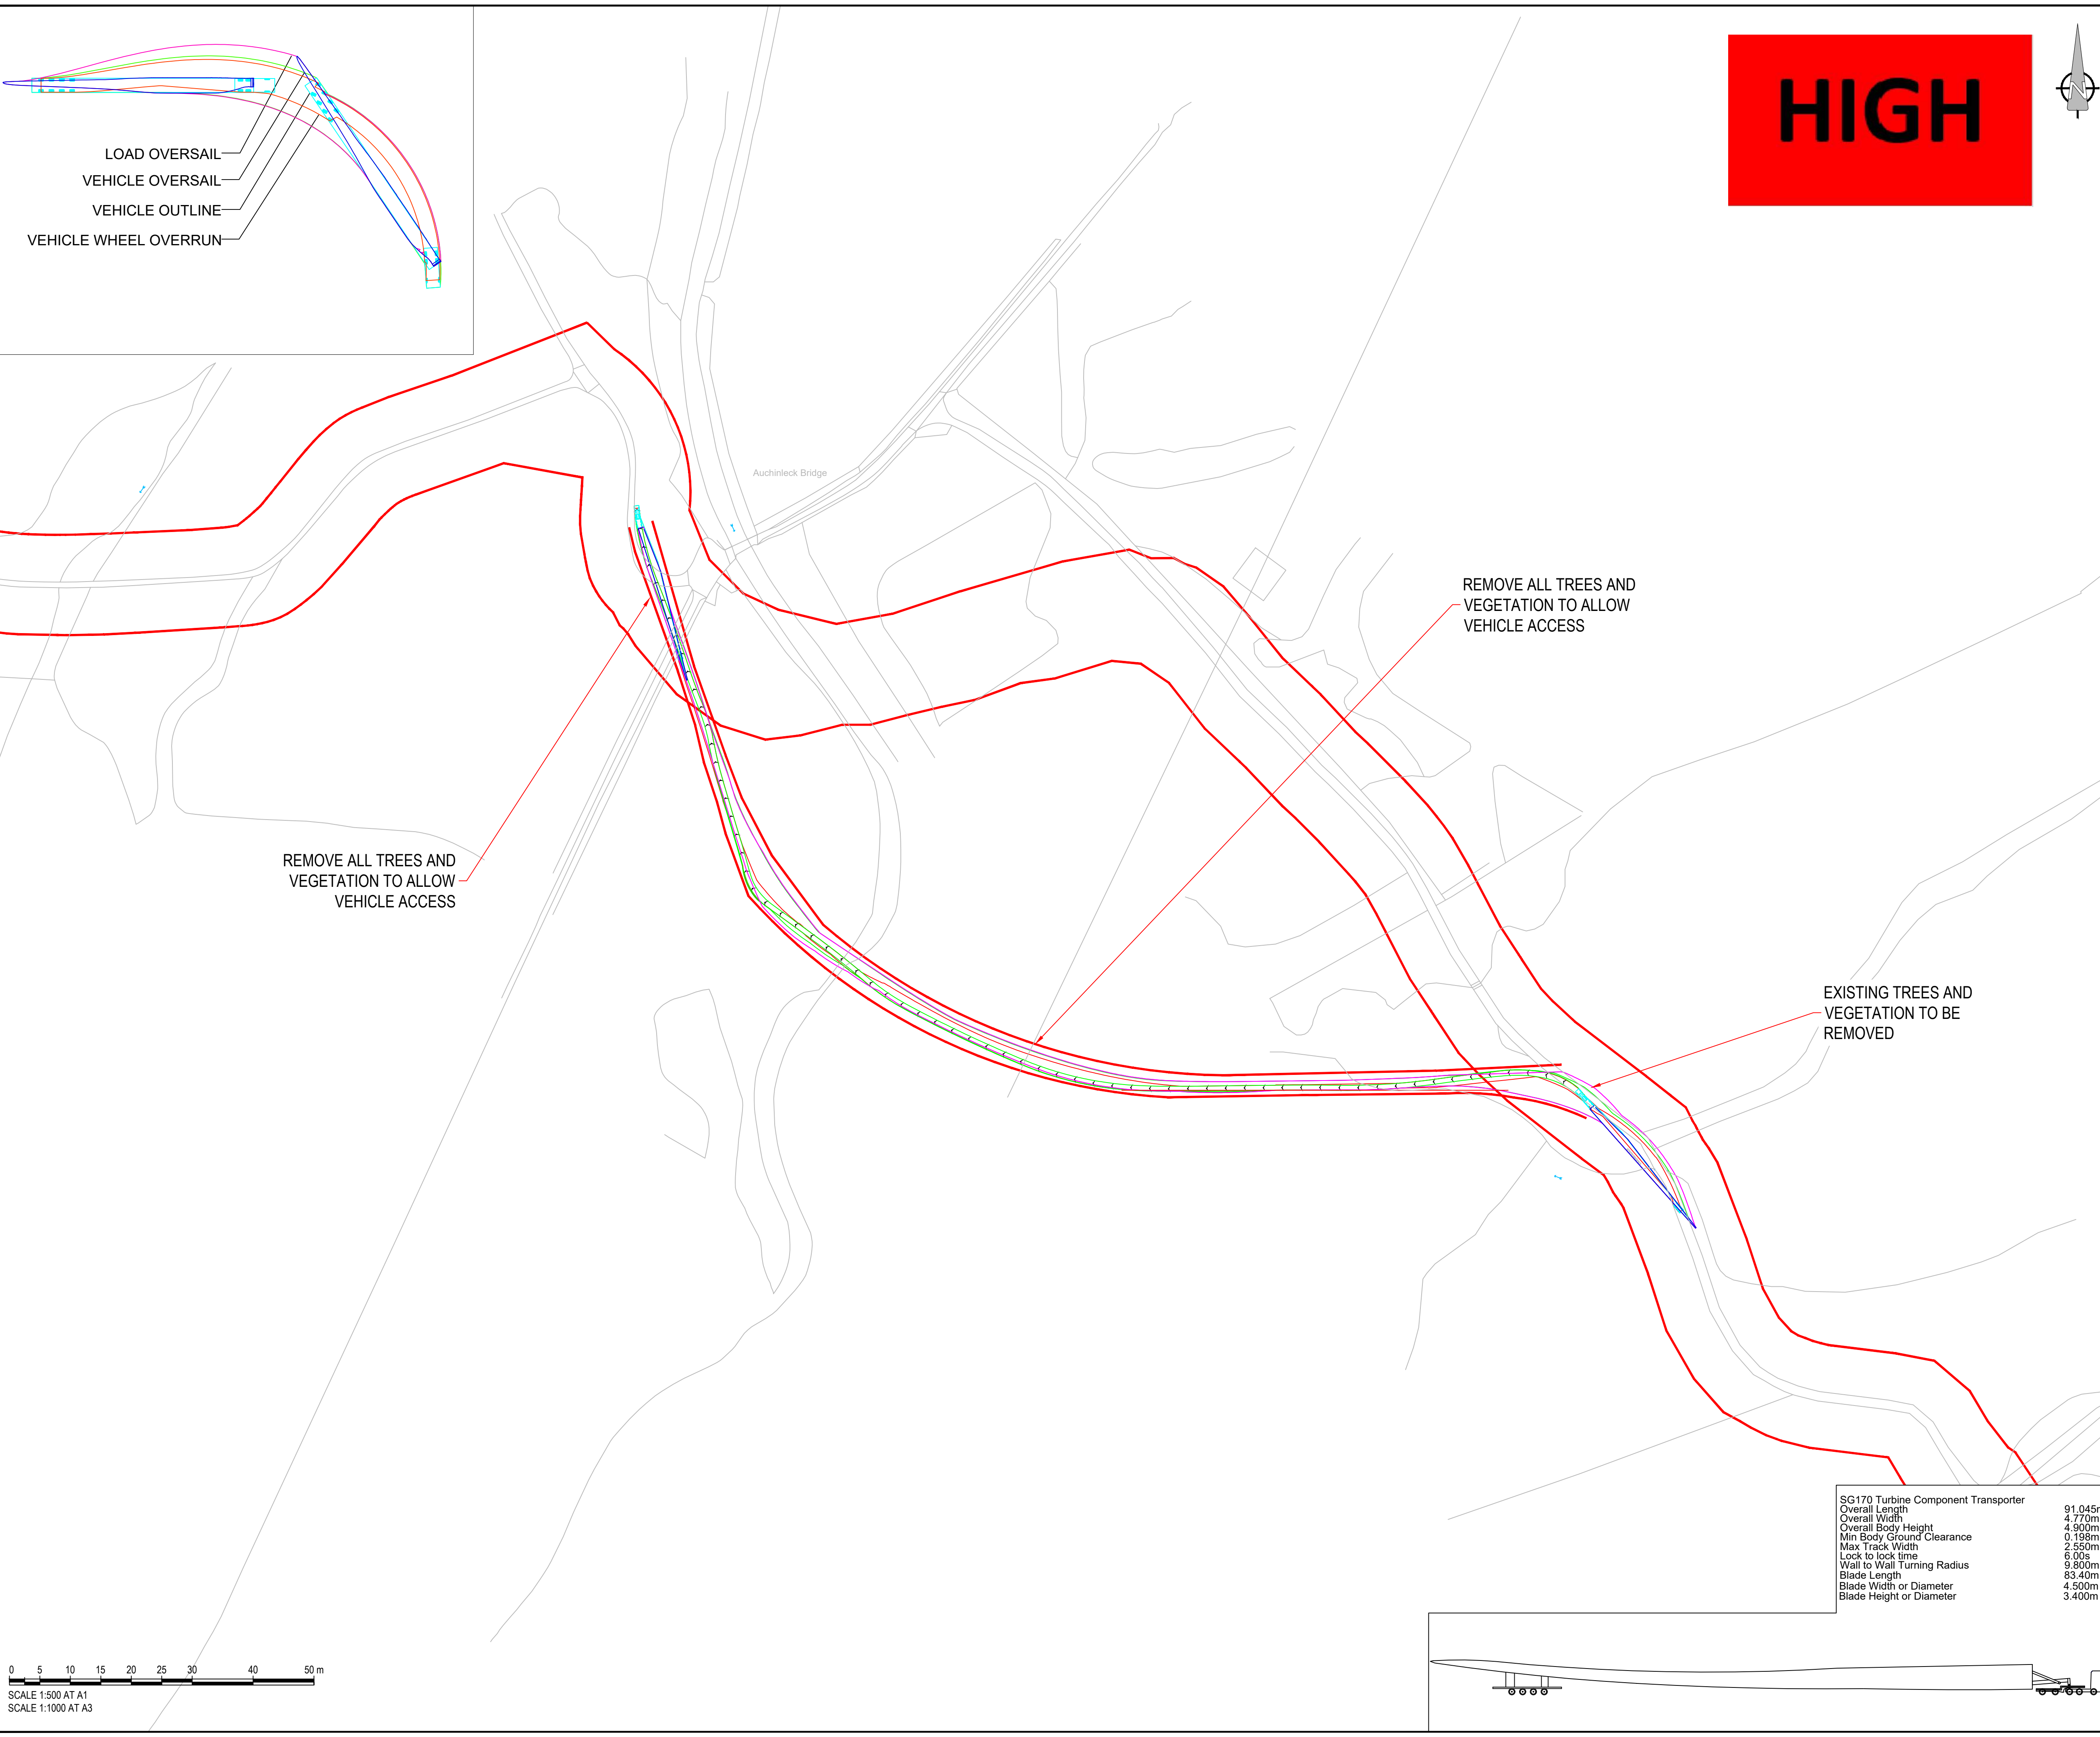 LOAD OVERSAIL
VEHICLE OVERSAIL
VEHICLE OUTLINE
VEHICLE WHEEL OVERRUN
HIGH
N
Auchinleck Bridge
REMOVE ALL TREES AND
VEGETATION TO ALLOW
VEHICLE ACCESS
REMOVE ALL TREES AND
VEGETATION TO ALLOW
VEHICLE ACCESS
EXISTING TREES AND
VEGETATION TO BE
REMOVED
SG170 Turbine Component Transporter
Overall Length 91.045m
Overall Width 4.770m
Overall Body Height 4.900m
Min Body Ground Clearance 0.198m
Max Track Width 2.550m
Lock to lock time 6.00s
Wall to Wall Turning Radius 9.800m
Blade Length 83.40m
Blade Width or Diameter 4.500m
Blade Height or Diameter 3.400m
0 5 10 15 20 25 30 40 50 m
SCALE 1:500 AT A1
SCALE 1:1000 AT A3